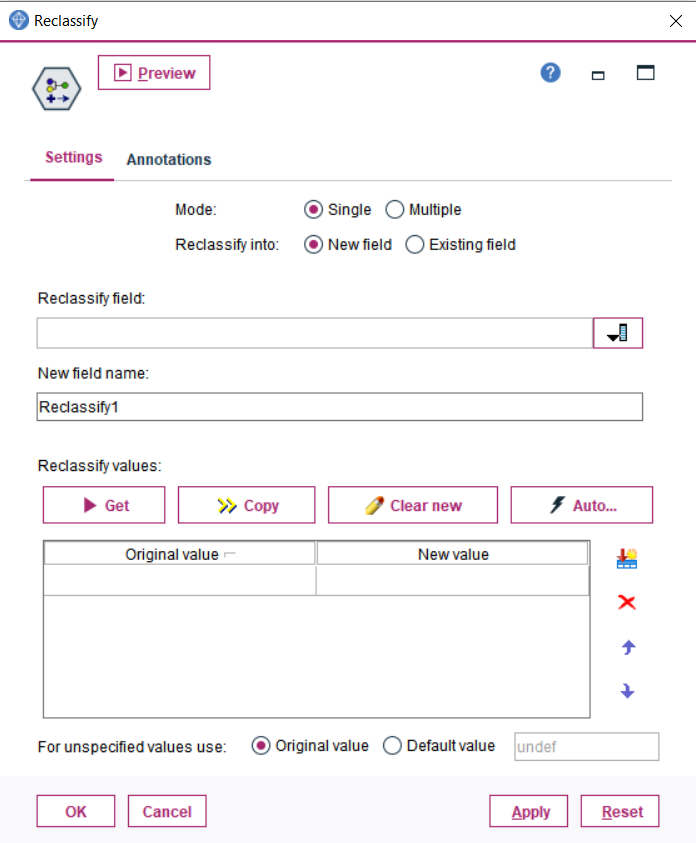 Reclassify
Preview
?
Settings Annotations
Mode: Single Multiple
Reclassify into: New field Existing field
Reclassify field:
New field name:
Reclassify1
Reclassify values:
Get Copy Clear new Auto...
Original value New value
For unspecified values use: Original value Default value undef
OK Cancel Apply Reset